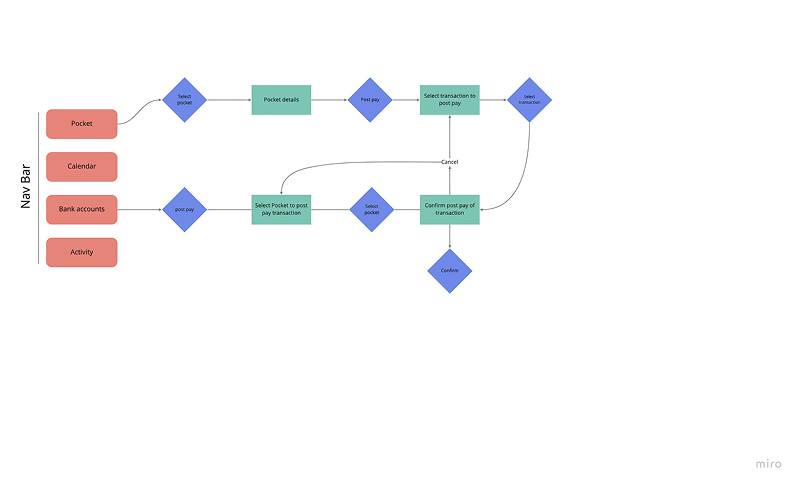 Nav Bar
Pocket
Calendar
Bank accounts
Activity
Select
pocket
Pocket details
Post pay
Select transaction to
post pay
Select
transaction
Cancel
post pay
Select Pocket to post
pay transaction
Select
pocket
Confirm post pay of
transaction
Confirm
miro